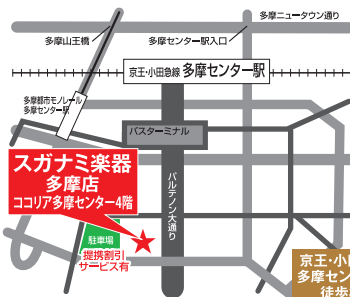 多摩ニュータウン通り
多摩山王橋
多摩センター駅入口
京王・小田急線 多摩センター駅
多摩都市モノレール
多摩センター駅
バスターミナル
スガナミ楽器
多摩店
ココリア多摩センター4階
パルテノン大通り
駐車場
提携割引
サービス有
京王・小
多摩セン
徒歩